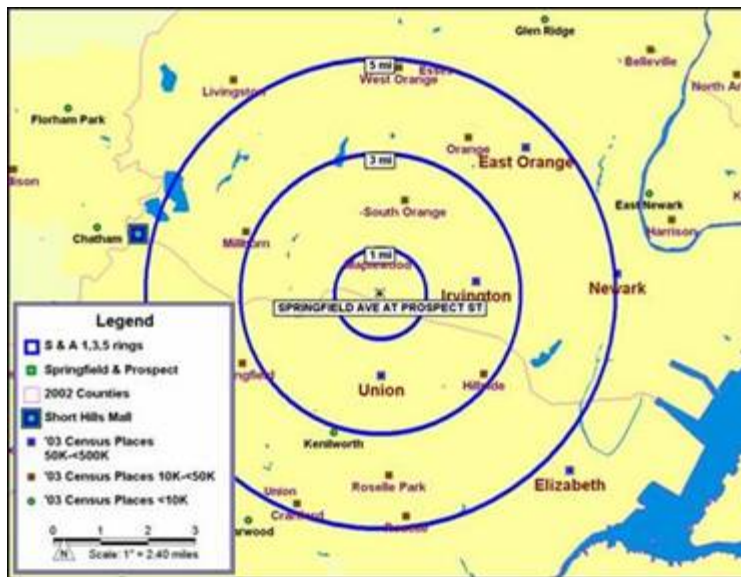 Glen Ridge
Belleville
5 mi
West Orange
Livingston
North Ar
Florham Park
Orange
East Orange
3 mi
dison
East Newark
South Orange
Harrison
Chatham
Millburn
1 mi
Maplewood
Irvington
Newark
SPRINGFIELD AVE AT PROSPECT ST
Legend
S & A 1,3,5 rings
Springfield & Prospect
2002 Counties
Short Hills Mall
'03 Census Places
50K-<500K
'03 Census Places 10K-<50K
'03 Census Places <10K
0 1 2 3
N
Scale: 1" = 2.40 miles
ngfield
Union
Hillside
Kenilworth
Roselle Park
Elizabeth
Union
Cranford
Roselle
arwood